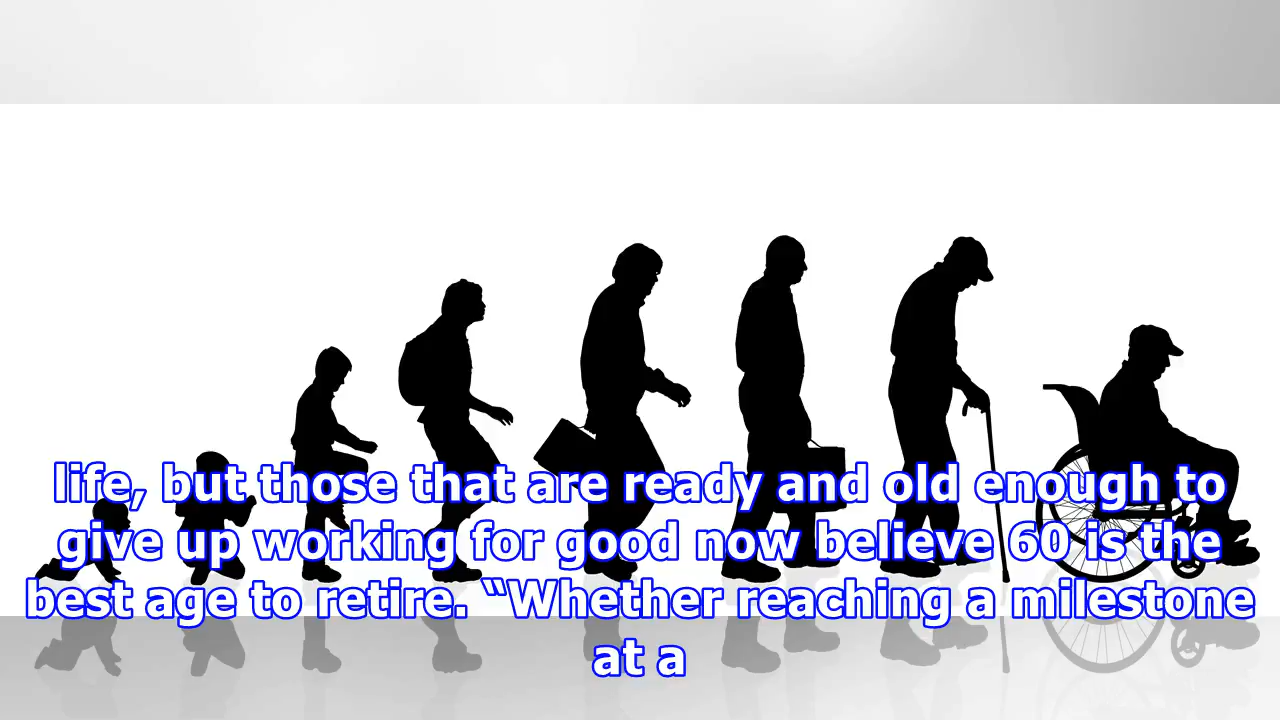 life, but those that are ready and old enough to
give up working for good now believe 60 is the
best age to retire. “Whether reaching a milestone
at a